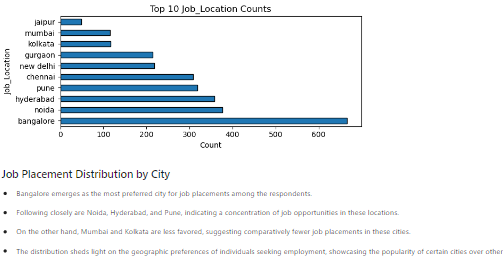 Top 10 Job_Location Counts
jaipur
mumbai
kolkata
gurgaon
new delhi
chennai
pune
hyderabad
noida
bangalore
Job_Location
0 100 200 300 400 500 600
Count
Job Placement Distribution by City
Bangalore emerges as the most preferred city for job placements among the respondents.
Following closely are Noida, Hyderabad, and Pune, indicating a concentration of job opportunities in these locations.
On the other hand, Mumbai and Kolkata are less favored, suggesting comparatively fewer job placements in these cities.
The distribution sheds light on the geographic preferences of individuals seeking employment, showcasing the popularity of certain cities over other